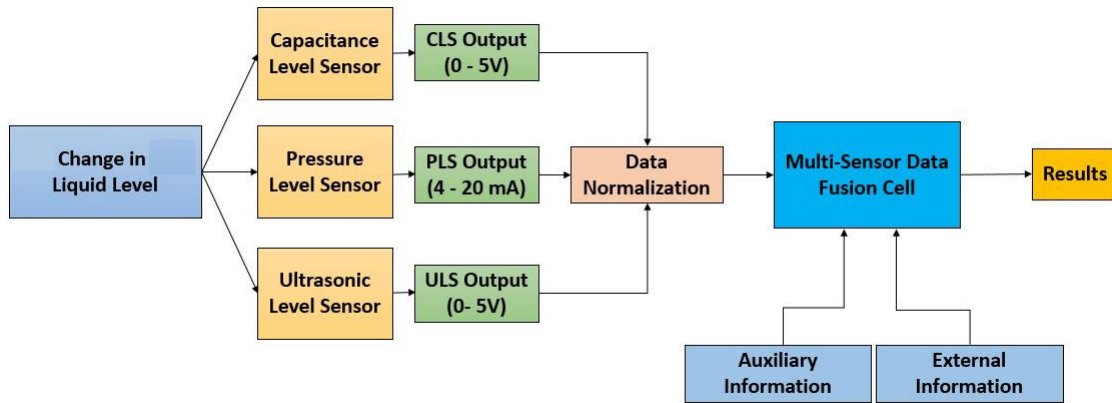 Capacitance
Level Sensor
CLS Output
(0 - 5V)
Change in
Liquid Level
Pressure
Level Sensor
PLS Output
(4 - 20 mA)
Data
Normalization
Multi-Sensor Data
Fusion Cell
Results
Ultrasonic
Level Sensor
ULS Output
(0- 5V)
Auxiliary
Information
External
Information